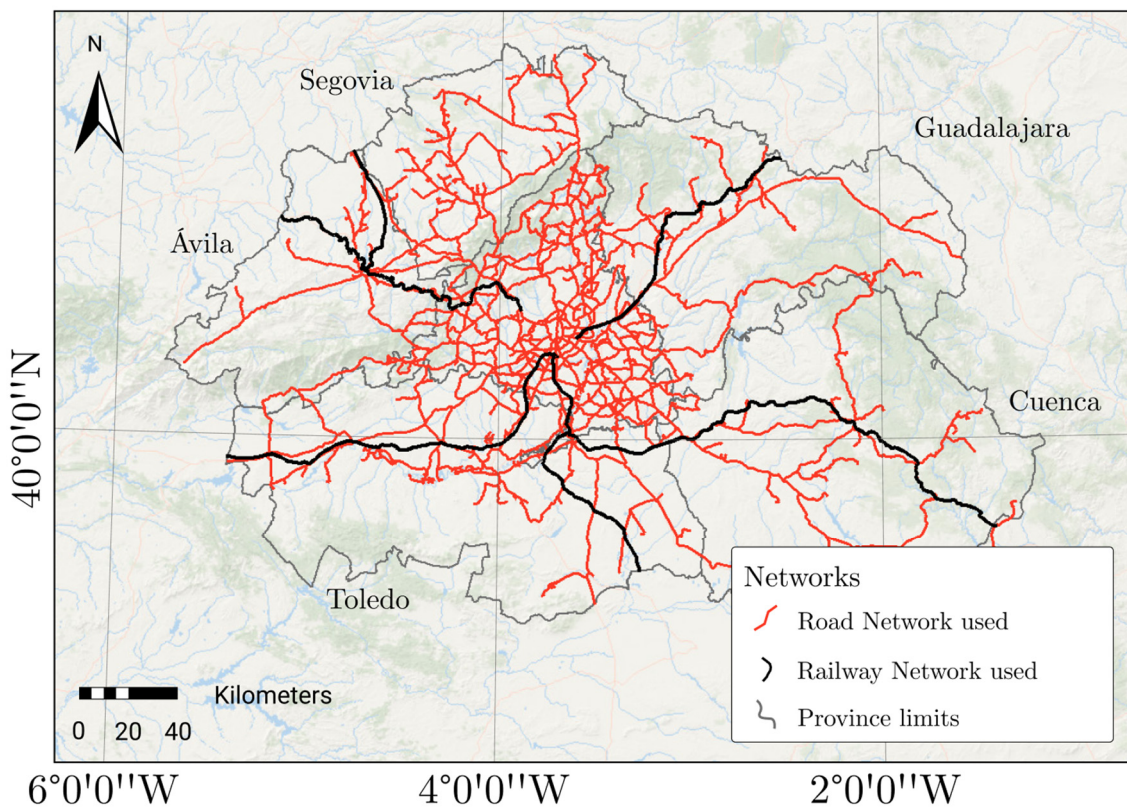 N
Segovia
Guadalajara
Ávila
Cuenca
40°0'0''N
Toledo
Networks
Road Network used
Railway Network used
Province limits
Kilometers
0 20 40
6°0'0''W 4°0'0''W 2°0'0''W